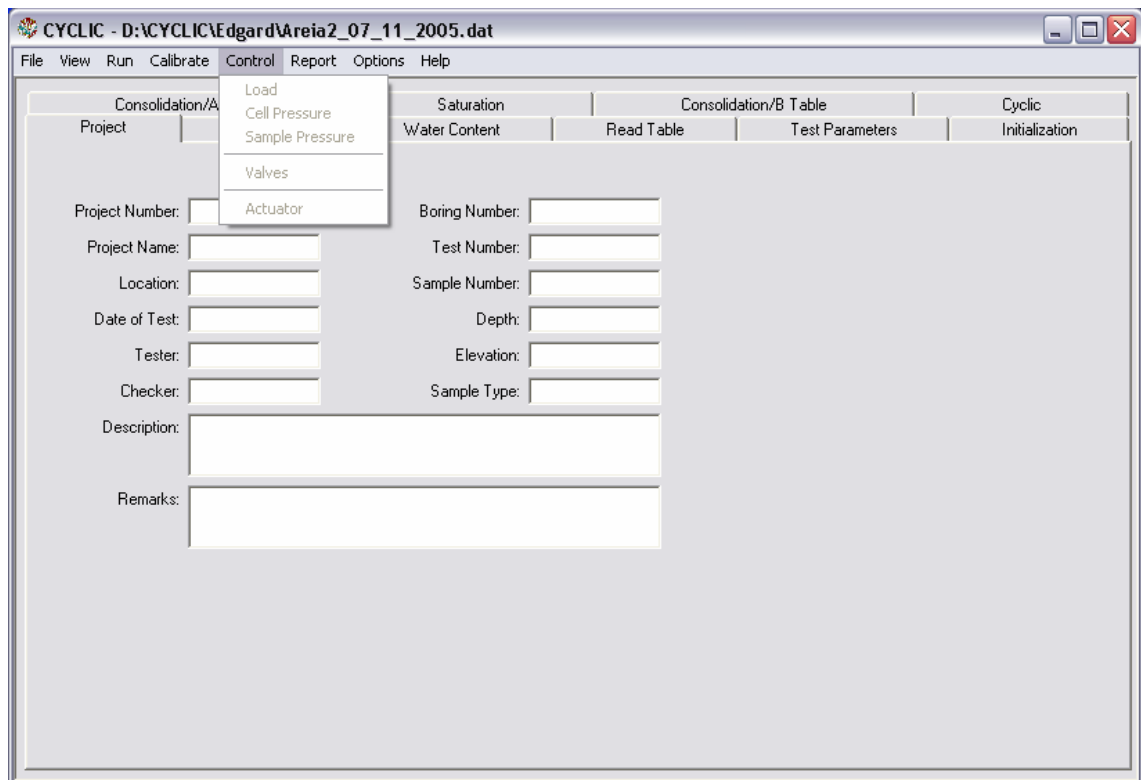 CYCLIC - D:\CYCLIC\Edgard\Areia2_07_11_2005.dat
File View Run Calibrate Control Report Options Help
Load
Cell Pressure
Sample Pressure
Valves
Actuator
Consolidation/A Saturation Consolidation/B Table Cyclic
Project Water Content Read Table Test Parameters Initialization
Project Number: Boring Number:
Project Name: Test Number:
Location: Sample Number:
Date of Test: Depth:
Tester: Elevation:
Checker: Sample Type:
Description:
Remarks: